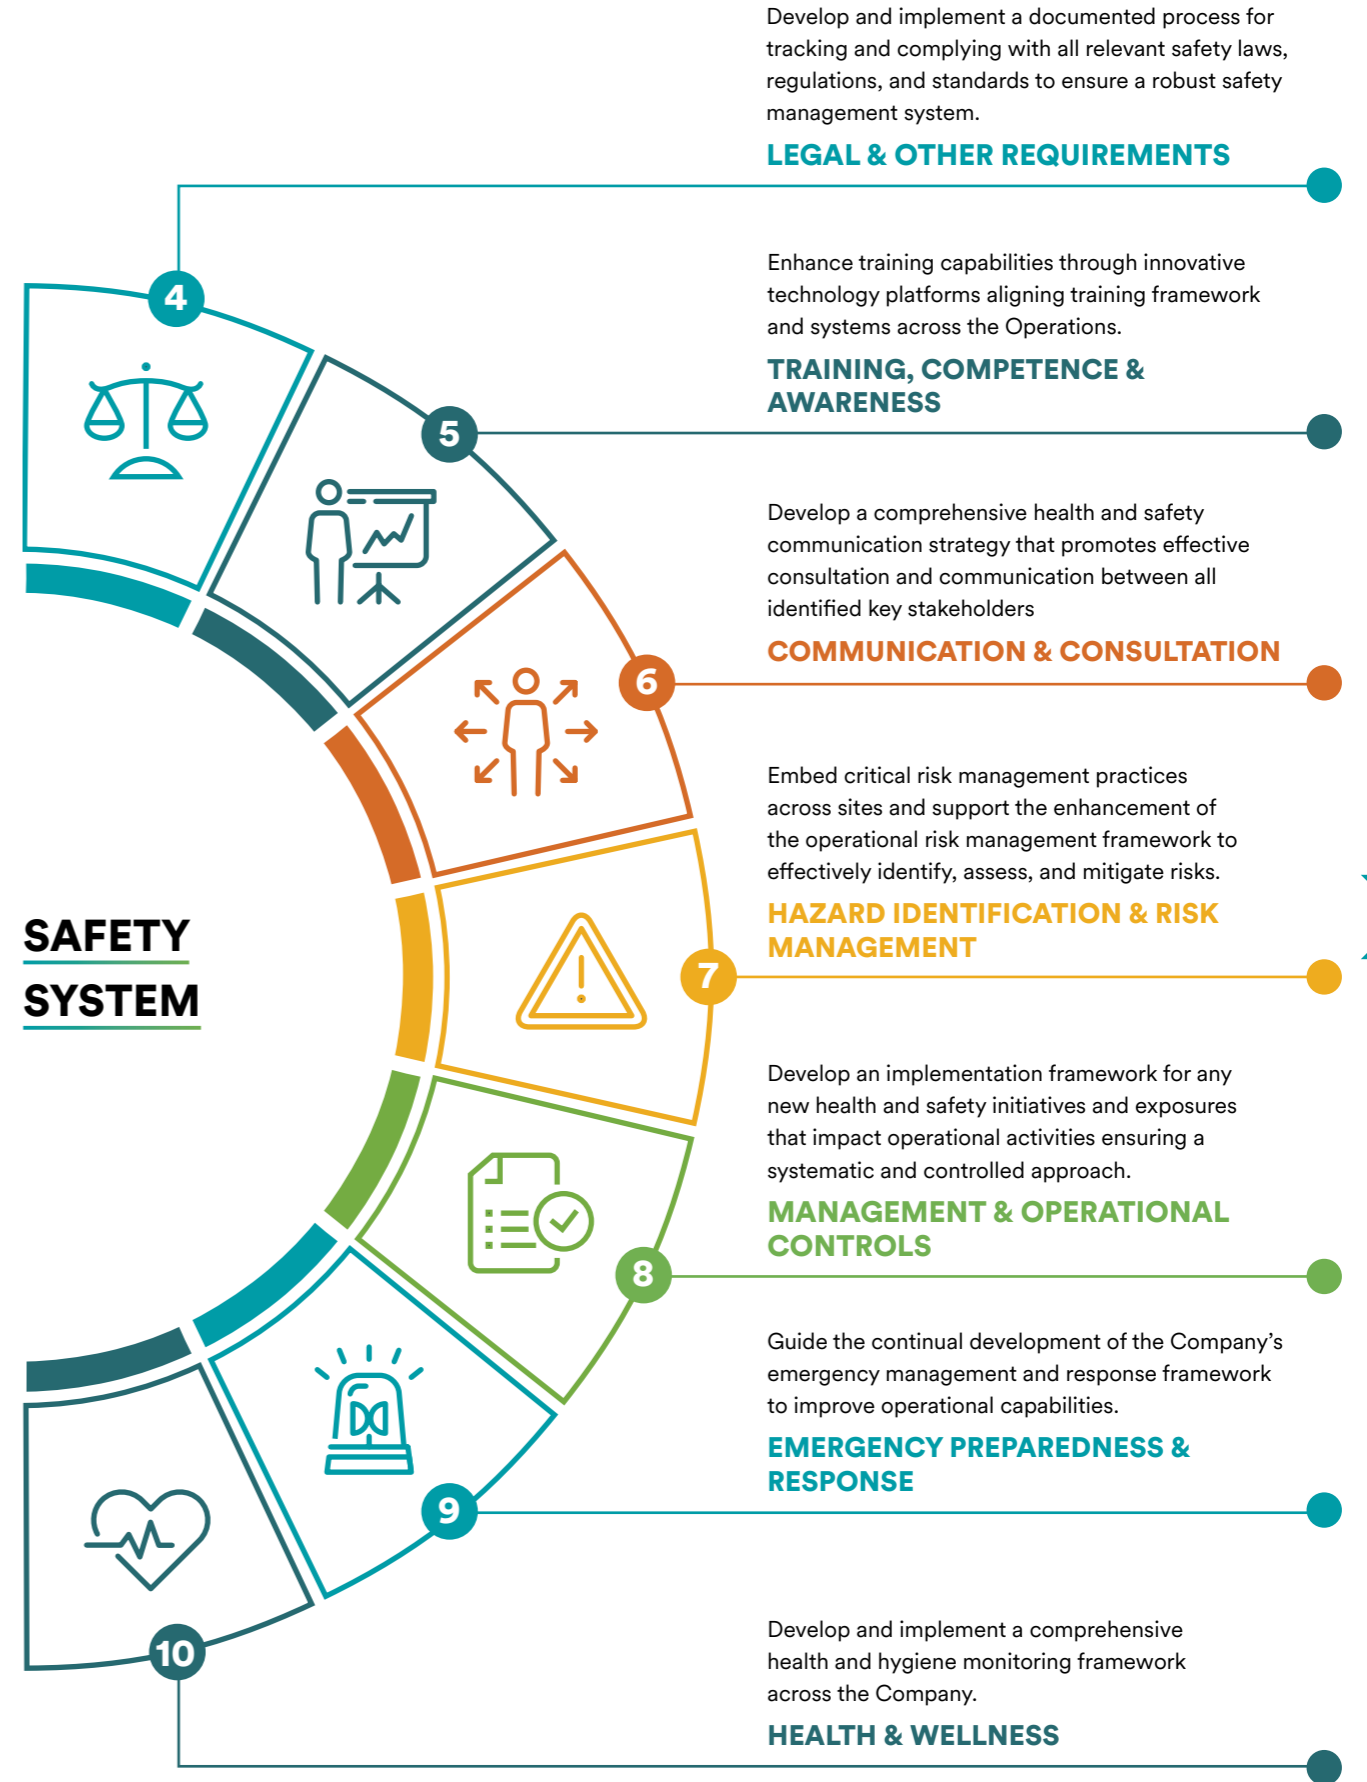 Develop and implement a documented process for
tracking and complying with all relevant safety laws,
regulations, and standards to ensure a robust safety
management system.
LEGAL & OTHER REQUIREMENTS
4
Enhance training capabilities through innovative
technology platforms aligning training framework
and systems across the Operations.
TRAINING, COMPETENCE &
AWARENESS
5
Develop a comprehensive health and safety
communication strategy that promotes effective
consultation and communication between all
identified key stakeholders
COMMUNICATION & CONSULTATION
6
Embed critical risk management practices
across sites and support the enhancement of
the operational risk management framework to
effectively identify, assess, and mitigate risks.
HAZARD IDENTIFICATION & RISK
MANAGEMENT
7
SAFETY
SYSTEM
Develop an implementation framework for any
new health and safety initiatives and exposures
that impact operational activities ensuring a
systematic and controlled approach.
MANAGEMENT & OPERATIONAL
CONTROLS
8
Guide the continual development of the Company’s
emergency management and response framework
to improve operational capabilities.
EMERGENCY PREPAREDNESS &
RESPONSE
9
Develop and implement a comprehensive
health and hygiene monitoring framework
across the Company.
HEALTH & WELLNESS
10